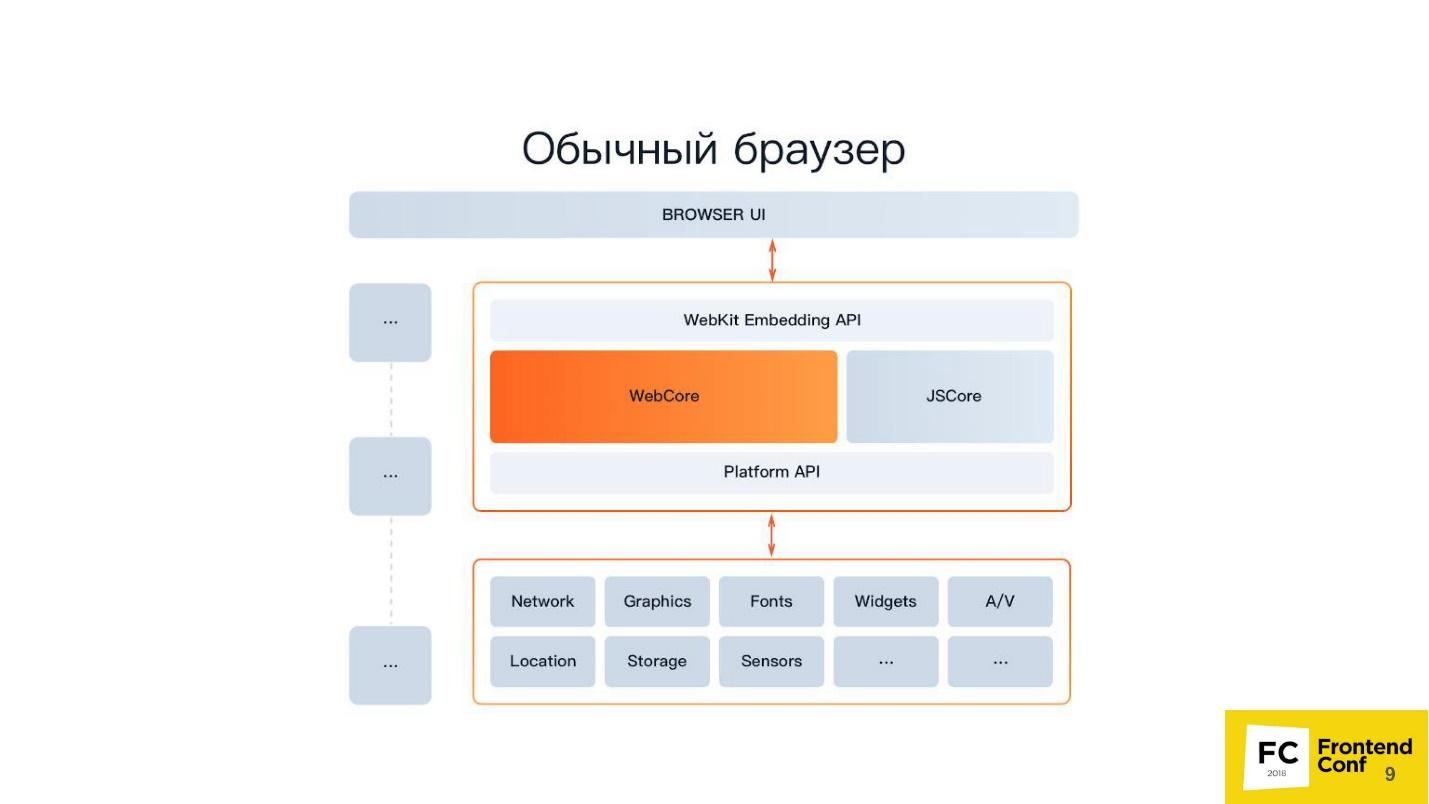 Обычный браузер
BROWSER UI
...
WebKit Embedding API
WebCore
JSCore
...
Platform API
Network
Graphics
Fonts
Widgets
A/V
Location
Storage
Sensors
...
...
...
FC
2018
Frontend
Conf
9